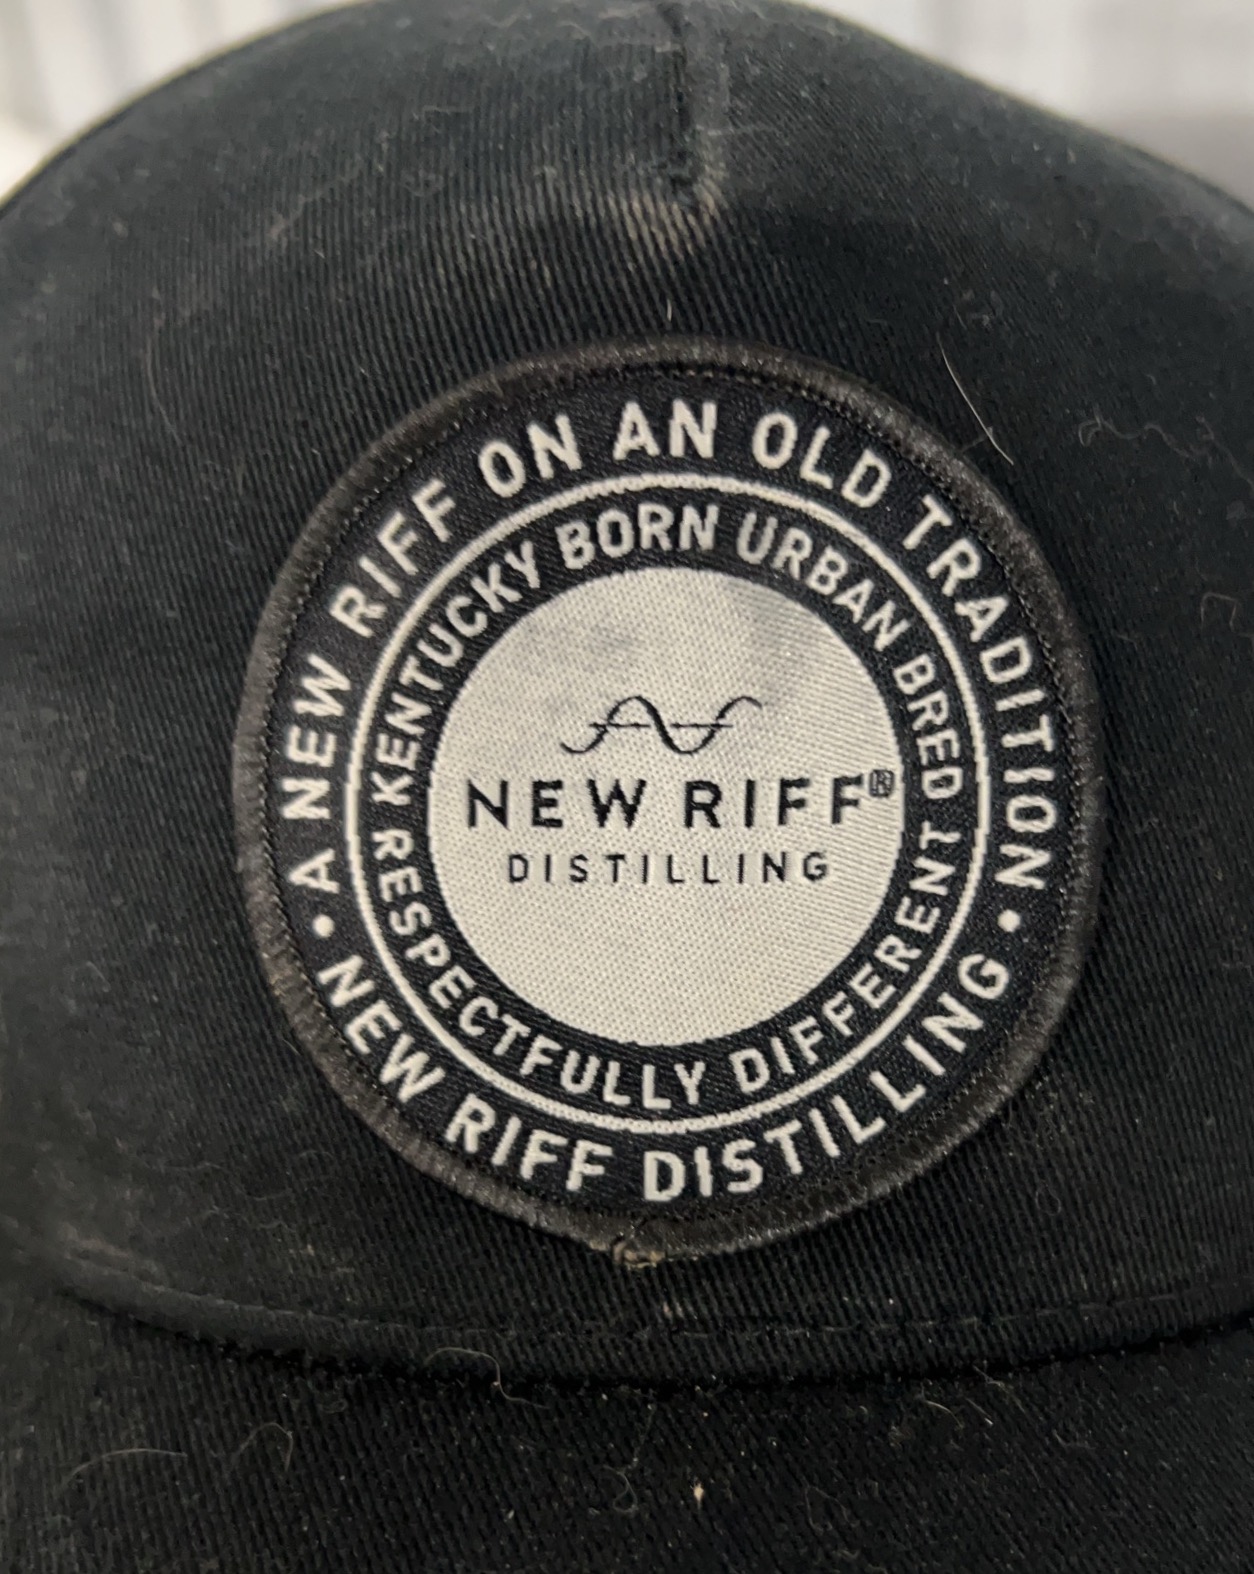 A NEW RIFF ON AN OLD TRADITION •
NEW RIFF DISTILLING •
KENTUCKY BORN URBAN BRED
RESPECTFULLY DIFFERENT
NEW RIFF®
DISTILLING